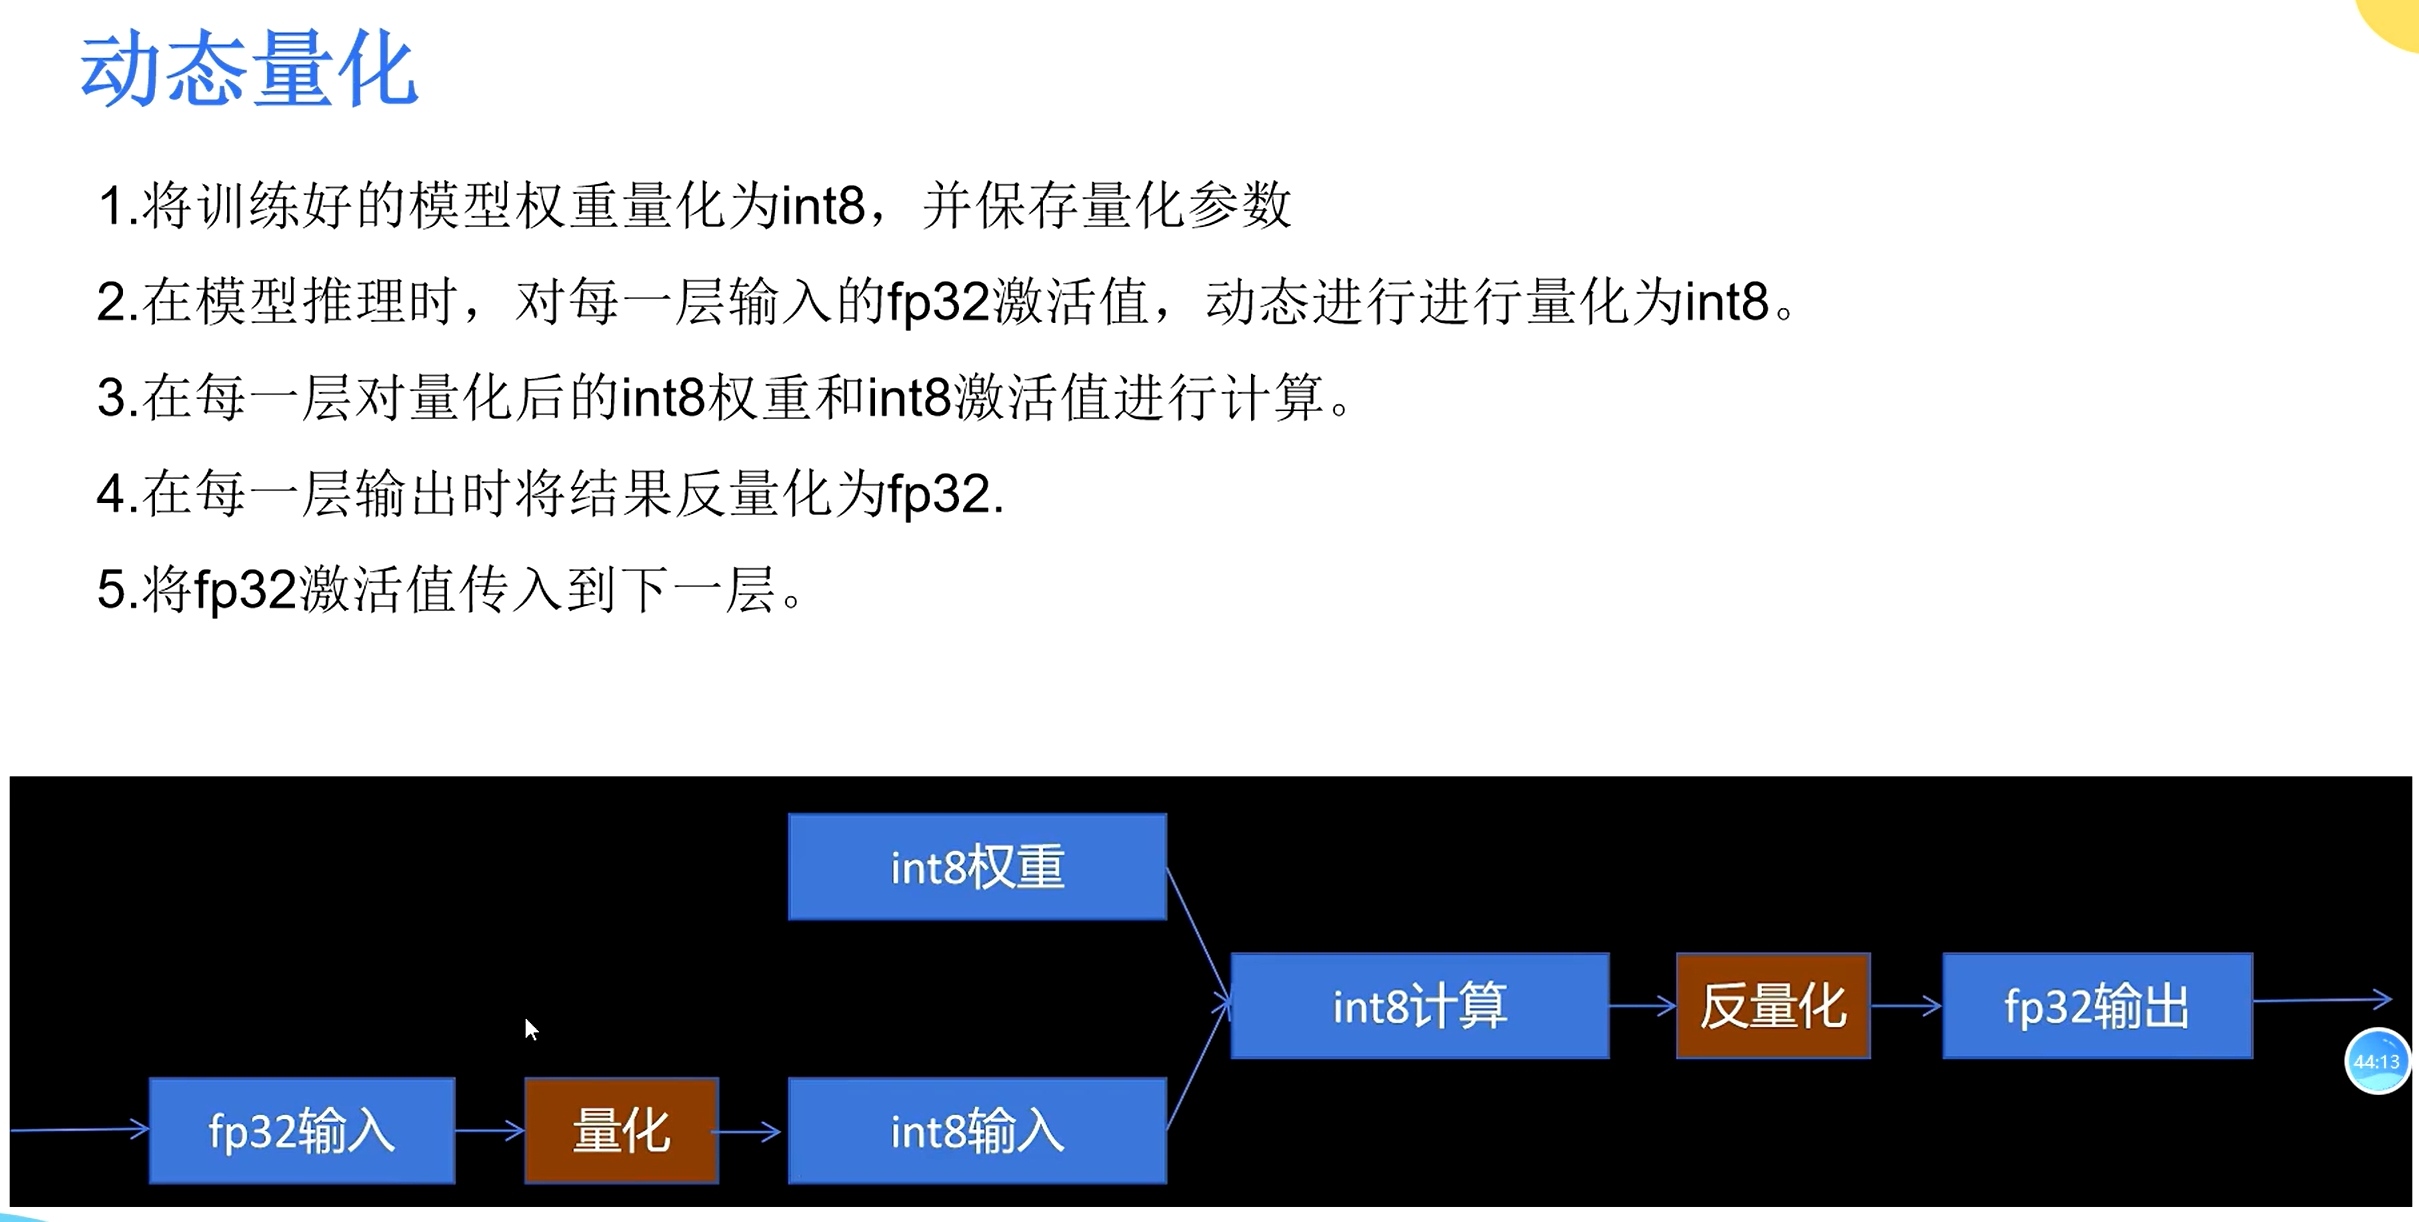 动态量化
1.将训练好的模型权重量化为int8，并保存量化参数
2.在模型推理时，对每一层输入的fp32激活值，动态进行进行量化为int8。
3.在每一层对量化后的int8权重和int8激活值进行计算。
4.在每一层输出时将结果反量化为fp32.
5.将fp32激活值传入到下一层。
int8权重
int8计算
反量化
fp32输出
44:13
fp32输入
量化
int8输入